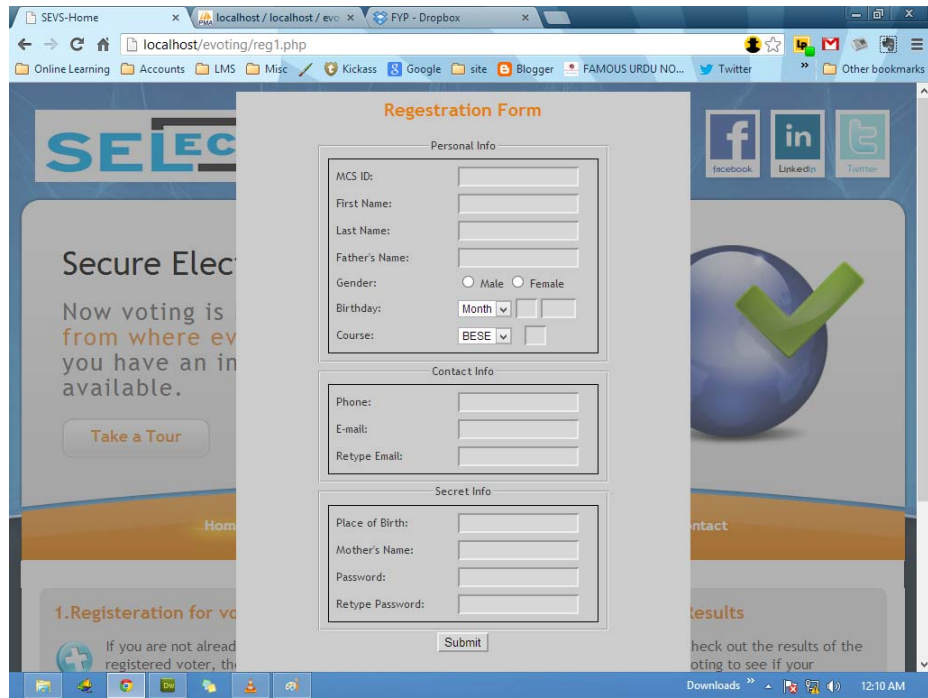 SEVS-Home
localhost / localhost / evo
FYP - Dropbox
localhost/evoting/reg1.php
Online Learning Accounts LMS Misc Kickass Google site Blogger FAMOUS URDU NO... Twitter » Other bookmarks
Regestration Form
SELEC
facebook LinkedIn Twitter
Personal Info
MCS ID:
First Name:
Last Name:
Father's Name:
Gender: Male Female
Birthday: Month
Course: BESE
Secure Elec
Now voting is
from where ev
you have an in
available.
Take a Tour
Contact Info
Phone:
E-mail:
Retype Email:
Secret Info
Place of Birth:
Mother's Name:
Password:
Retype Password:
Submit
Hom
ntact
1.Registeration for vo
If you are not alread
registered voter, the
Results
heck out the results of the
oting to see if your
Downloads » 12:10 AM